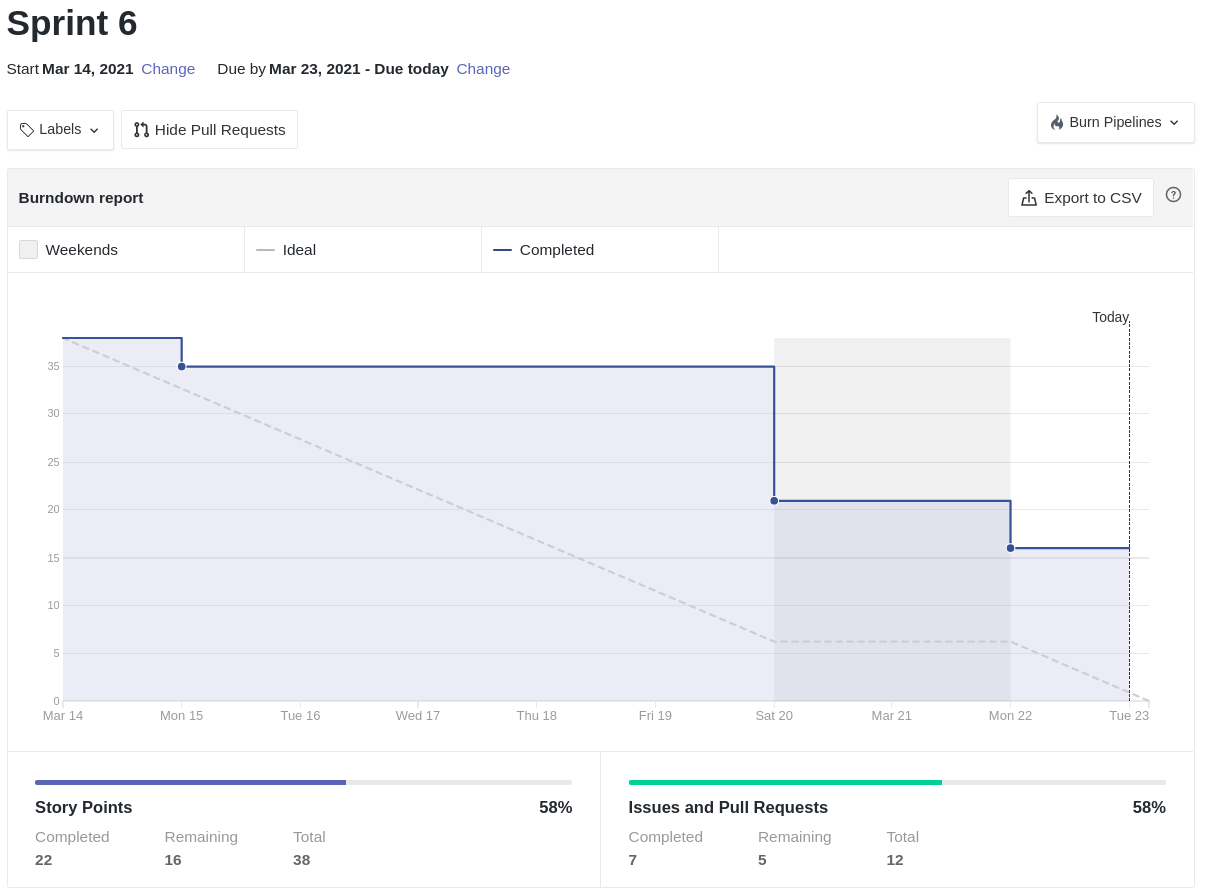 Sprint 6
Start Mar 14, 2021 Change Due by Mar 23, 2021 - Due today Change
Labels Hide Pull Requests Burn Pipelines
Burndown report Export to CSV
Weekends Ideal Completed
Today
35
30
25
20
15
10
5
0
Mar 14 Mon 15 Tue 16 Wed 17 Thu 18 Fri 19 Sat 20 Mar 21 Mon 22 Tue 23
Story Points 58%
Completed Remaining Total
22 16 38
Issues and Pull Requests 58%
Completed Remaining Total
7 5 12